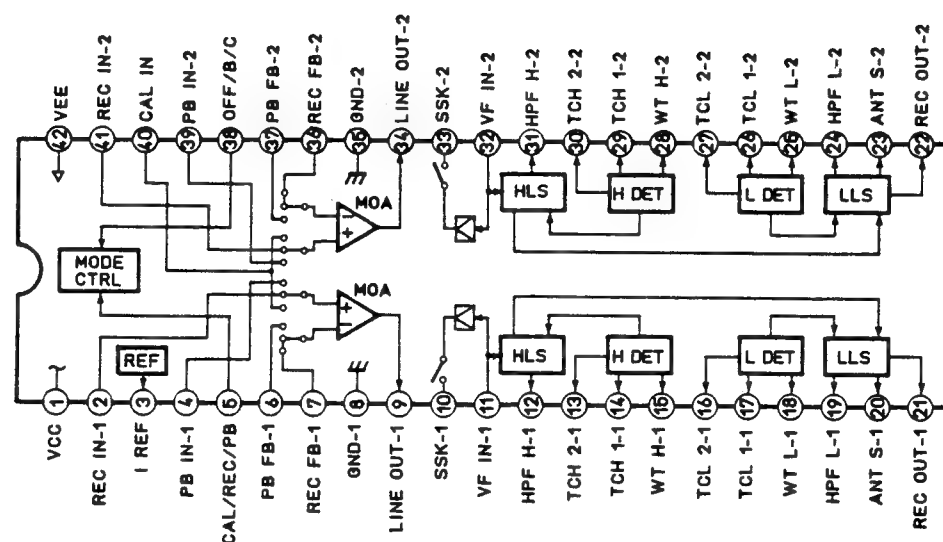 VEE
REC IN-2
CAL IN
PB IN-2
OFF/B/C
PB FB-2
REC FB-2
GND-2
LINE OUT-2
SSK-2
VF IN-2
HPF H-2
TCH 2-2
TCH 1-2
WT H-2
TCL 2-2
TCL 1-2
WT L-2
HPF L-2
ANT S-2
REC OUT-2
42 41 40 39 38 37 36 35 34 33 32 31 30 29 28 27 26 25 24 23 22
MOA
HLS
H DET
L DET
LLS
MODE
CTRL
MOA
REF
HLS
H DET
L DET
LLS
1 2 3 4 5 6 7 8 9 10 11 12 13 14 15 16 17 18 19 20 21
VCC
REC IN-1
I REF
PB IN-1
CAL/REC/PB
PB FB-1
REC FB-1
GND-1
LINE OUT-1
SSK-1
VF IN-1
HPF H-1
TCH 2-1
TCH 1-1
WT H-1
TCL 2-1
TCL 1-1
WT L-1
HPF L-1
ANT S-1
REC OUT-1